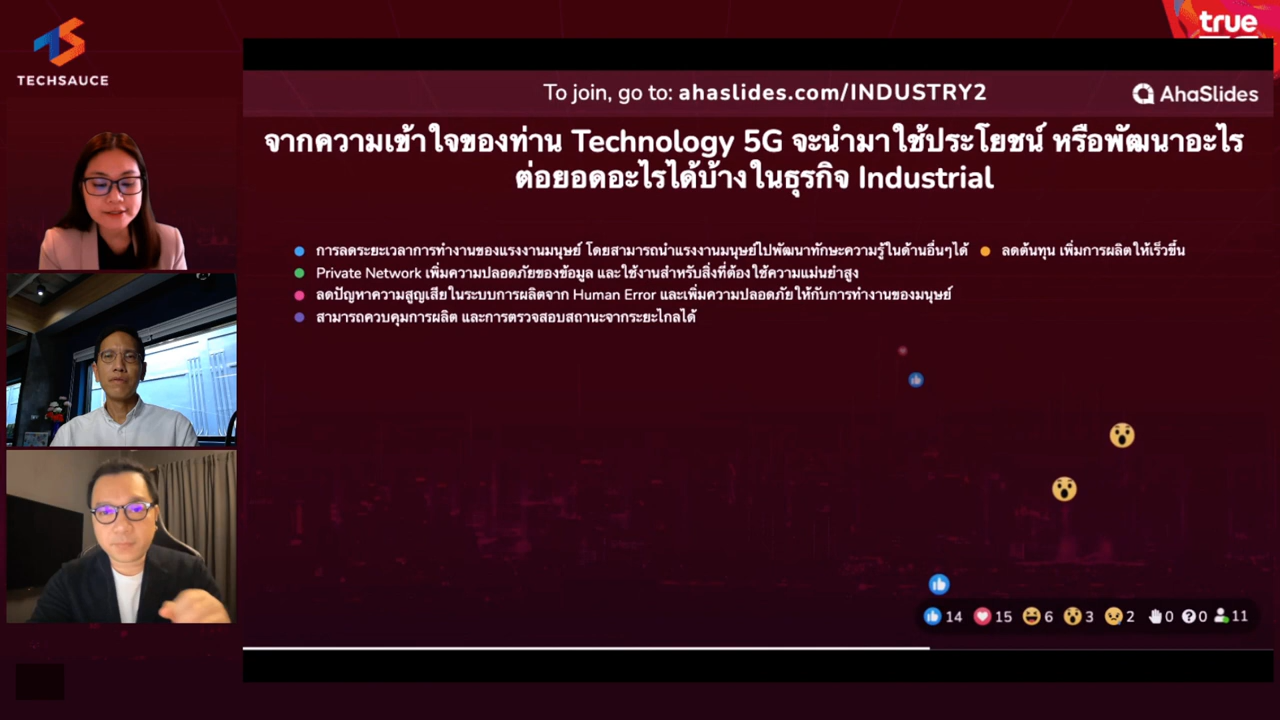 TECHSAUCE
true
To join, go to: ahaslides.com/INDUSTRY2
AhaSlides
จากความเข้าใจของท่าน Technology 5G จะนำมาใช้ประโยชน์ หรือพัฒนาอะไร
ต่อยอดอะไรได้บ้างในธุรกิจ Industrial
การลดระยะเวลาการทำงานของแรงงานมนุษย์ โดยสามารถนำแรงงานมนุษย์ไปพัฒนาทักษะความรู้ในด้านอื่นๆได้
ลดต้นทุน เพิ่มการผลิตให้เร็วขึ้น
Private Network เพิ่มความปลอดภัยของข้อมูล และใช้งานสำหรับสิ่งที่ต้องใช้ความแม่นยำสูง
ลดปัญหาความสูญเสียในระบบการผลิตจาก Human Error และเพิ่มความปลอดภัยให้กับการทำงานของมนุษย์
สามารถควบคุมการผลิต และการตรวจสอบสถานะจากระยะไกลได้
14 15 6 3 2 0 0 11